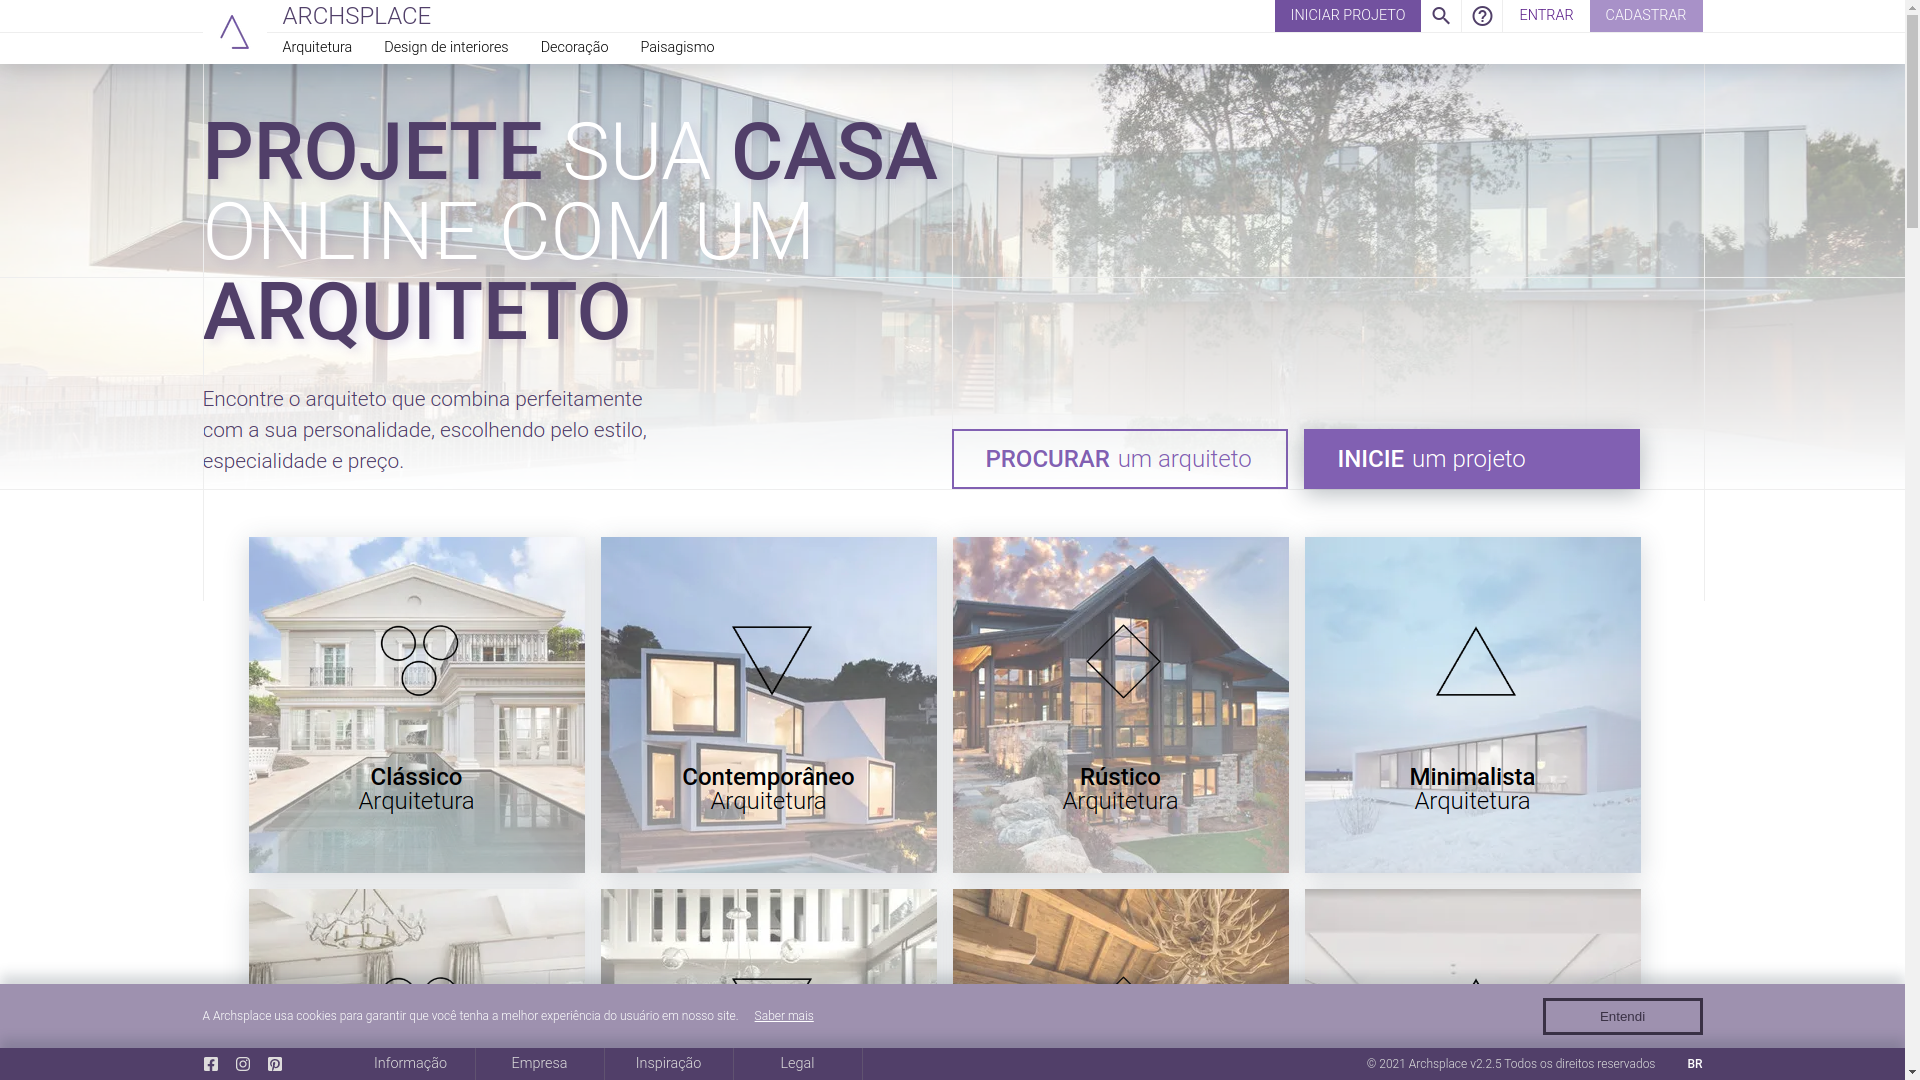 ARCHSPLACE
INICIAR PROJETO
ENTRAR
CADASTRAR
Arquitetura
Design de interiores
Decoração
Paisagismo
PROJETE SUA CASA
ONLINE COM UM
ARQUITETO
Encontre o arquiteto que combina perfeitamente
com a sua personalidade, escolhendo pelo estilo,
especialidade e preço.
PROCURAR um arquiteto
INICIE um projeto
Clássico
Arquitetura
Contemporâneo
Arquitetura
Rústico
Arquitetura
Minimalista
Arquitetura
A Archsplace usa cookies para garantir que você tenha a melhor experiência do usuário em nosso site.
Saber mais
Entendi
Informação
Empresa
Inspiração
Legal
© 2021 Archsplace v2.2.5 Todos os direitos reservados
BR